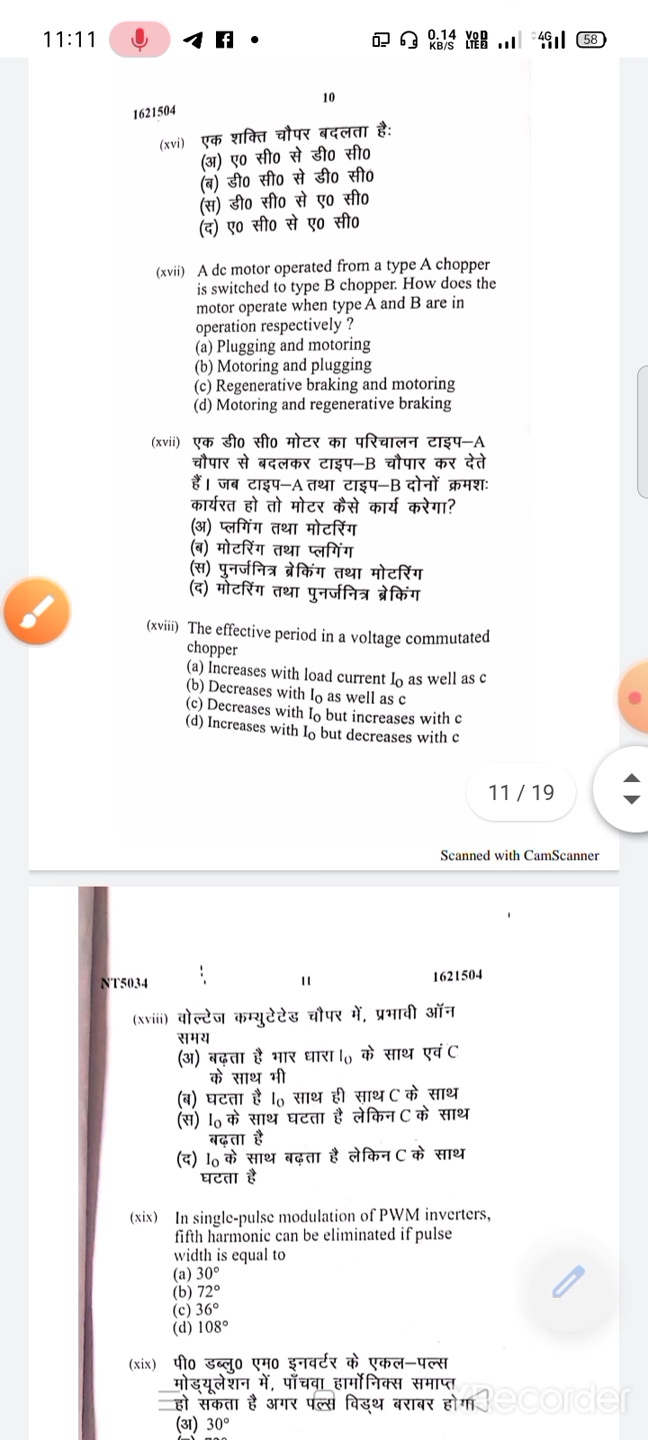 11:11
0.14
KB/S
VoD
LTE2
4G
58
10
1621504
(xvi) एक शक्ति चौपर बदलता है:
(अ) ए० सी० से डी० सी०
(ब) डी० सी० से डी० सी०
(स) डी० सी० से ए० सी०
(द) ए० सी० से ए० सी०
(xvii) A dc motor operated from a type A chopper
is switched to type B chopper. How does the
motor operate when type A and B are in
operation respectively ?
(a) Plugging and motoring
(b) Motoring and plugging
(c) Regenerative braking and motoring
(d) Motoring and regenerative braking
(xvii) एक डी० सी० मोटर का परिचालन टाइप–A
चौपार से बदलकर टाइप–B चौपार कर देते
हैं। जब टाइप–A तथा टाइप–B दोनों क्रमशः
कार्यरत हो तो मोटर कैसे कार्य करेगा?
(अ) प्लगिंग तथा मोटरिंग
(ब) मोटरिंग तथा प्लगिंग
(स) पुनर्जनित्र ब्रेकिंग तथा मोटरिंग
(द) मोटरिंग तथा पुनर्जनित्र ब्रेकिंग
(xviii) The effective period in a voltage commutated
chopper
(a) Increases with load current I₀ as well as c
(b) Decreases with I₀ as well as c
(c) Decreases with I₀ but increases with c
(d) Increases with I₀ but decreases with c
11 / 19
Scanned with CamScanner
NT5034 11 1621504
(xviii) वोल्टेज कम्युटेटेड चौपर में, प्रभावी ऑन
समय
(अ) बढ़ता है भार धारा I₀ के साथ एवं C
के साथ भी
(ब) घटता है I₀ साथ ही साथ C के साथ
(स) I₀ के साथ घटता है लेकिन C के साथ
बढ़ता है
(द) I₀ के साथ बढ़ता है लेकिन C के साथ
घटता है
(xix) In single-pulse modulation of PWM inverters,
fifth harmonic can be eliminated if pulse
width is equal to
(a) 30°
(b) 72°
(c) 36°
(d) 108°
(xix) पी० डब्लु० एम० इनवर्टर के एकल–पल्स
मोड्यूलेशन में, पाँचवा हार्मोनिक्स समाप्त
हो सकता है अगर पल्स विड्थ बराबर होगा
(अ) 30°
XRecorder